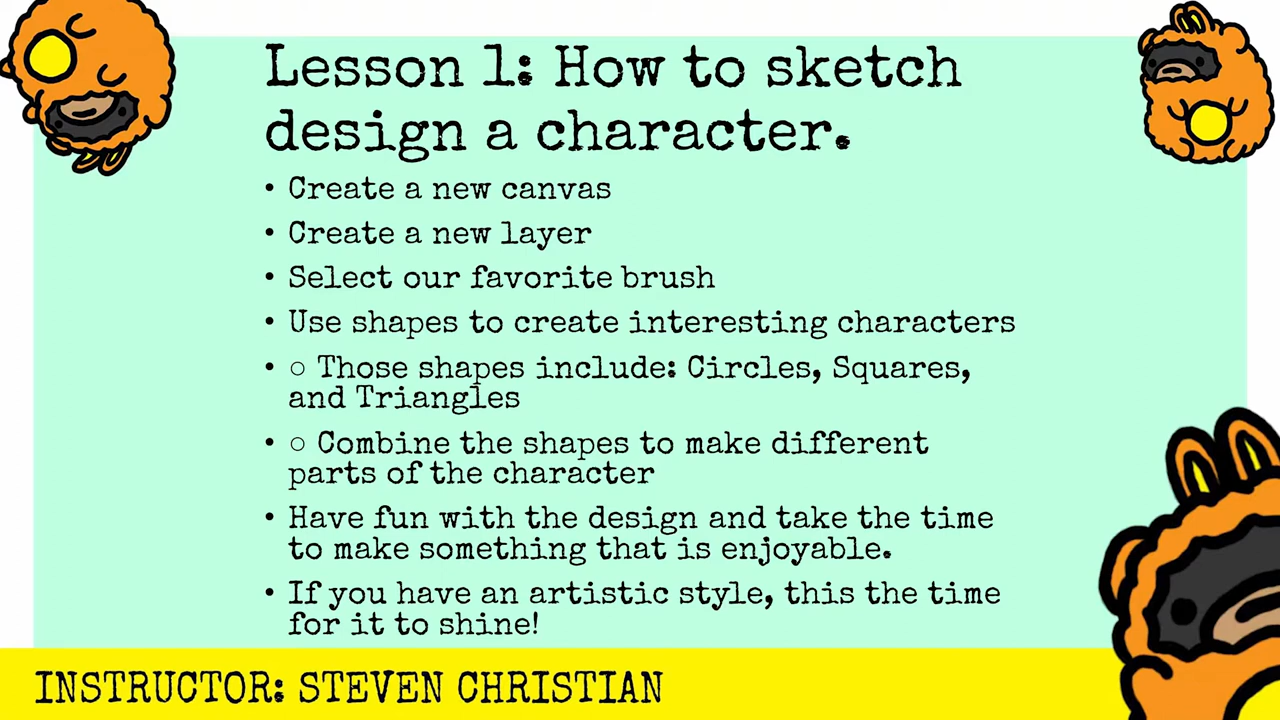 Lesson 1: How to sketch
design a character.
• Create a new canvas
• Create a new layer
• Select our favorite brush
• Use shapes to create interesting characters
• ○ Those shapes include: Circles, Squares,
and Triangles
• ○ Combine the shapes to make different
parts of the character
• Have fun with the design and take the time
to make something that is enjoyable.
• If you have an artistic style, this the time
for it to shine!
INSTRUCTOR: STEVEN CHRISTIAN